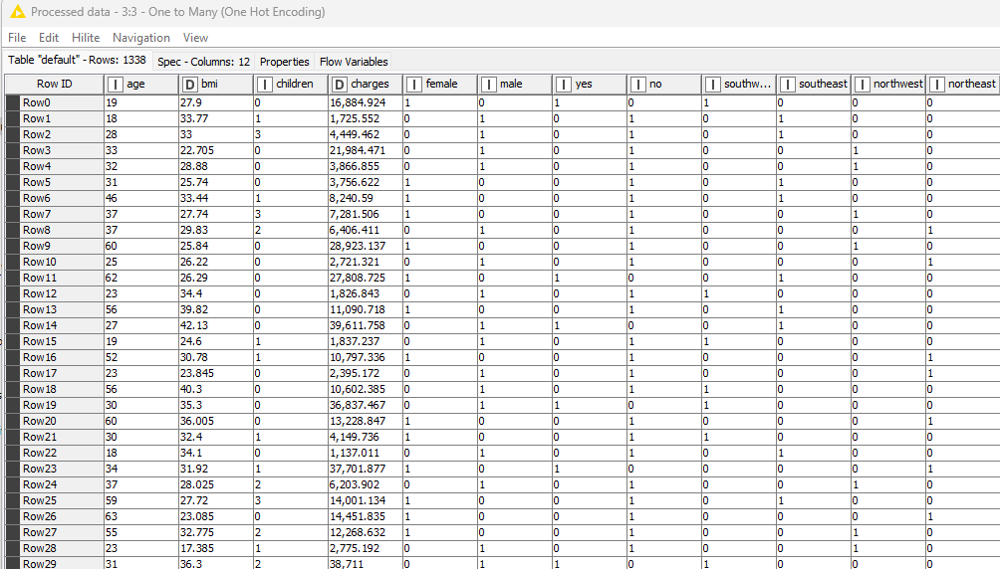 Processed data - 3:3 - One to Many (One Hot Encoding)
File Edit Hilite Navigation View
Table "default" - Rows: 1338 Spec - Columns: 12 Properties Flow Variables
Row ID I age D bmi I children D charges I female I male I yes I no I southw... I southeast I northwest I northeast
Row0 19 27.9 0 16,884.924 1 0 1 0 1 0 0 0
Row1 18 33.77 1 1,725.552 0 1 0 1 0 1 0 0
Row2 28 33 3 4,449.462 0 1 0 1 0 1 0 0
Row3 33 22.705 0 21,984.471 0 1 0 1 0 0 1 0
Row4 32 28.88 0 3,866.855 0 1 0 1 0 0 1 0
Row5 31 25.74 0 3,756.622 1 0 0 1 0 1 0 0
Row6 46 33.44 1 8,240.59 1 0 0 1 0 1 0 0
Row7 37 27.74 3 7,281.506 1 0 0 1 0 0 1 0
Row8 37 29.83 2 6,406.411 0 1 0 1 0 0 0 1
Row9 60 25.84 0 28,923.137 1 0 0 1 0 0 1 0
Row10 25 26.22 0 2,721.321 0 1 0 1 0 0 0 1
Row11 62 26.29 0 27,808.725 1 0 1 0 0 1 0 0
Row12 23 34.4 0 1,826.843 0 1 0 1 1 0 0 0
Row13 56 39.82 0 11,090.718 1 0 0 1 0 1 0 0
Row14 27 42.13 0 39,611.758 0 1 1 0 0 1 0 0
Row15 19 24.6 1 1,837.237 0 1 0 1 1 0 0 0
Row16 52 30.78 1 10,797.336 1 0 0 1 0 0 0 1
Row17 23 23.845 0 2,395.172 0 1 0 1 0 0 0 1
Row18 56 40.3 0 10,602.385 0 1 0 1 1 0 0 0
Row19 30 35.3 0 36,837.467 0 1 1 0 1 0 0 0
Row20 60 36.005 0 13,228.847 1 0 0 1 0 0 0 1
Row21 30 32.4 1 4,149.736 1 0 0 1 1 0 0 0
Row22 18 34.1 0 1,137.011 0 1 0 1 0 1 0 0
Row23 34 31.92 1 37,701.877 1 0 1 0 0 0 0 1
Row24 37 28.025 2 6,203.902 0 1 0 1 0 0 1 0
Row25 59 27.72 3 14,001.134 1 0 0 1 0 1 0 0
Row26 63 23.085 0 14,451.835 1 0 0 1 0 0 0 1
Row27 55 32.775 2 12,268.632 1 0 0 1 0 0 1 0
Row28 23 17.385 1 2,775.192 0 1 0 1 0 0 1 0
Row29 31 36.3 2 38,711 0 1 1 0 1 0 0 0